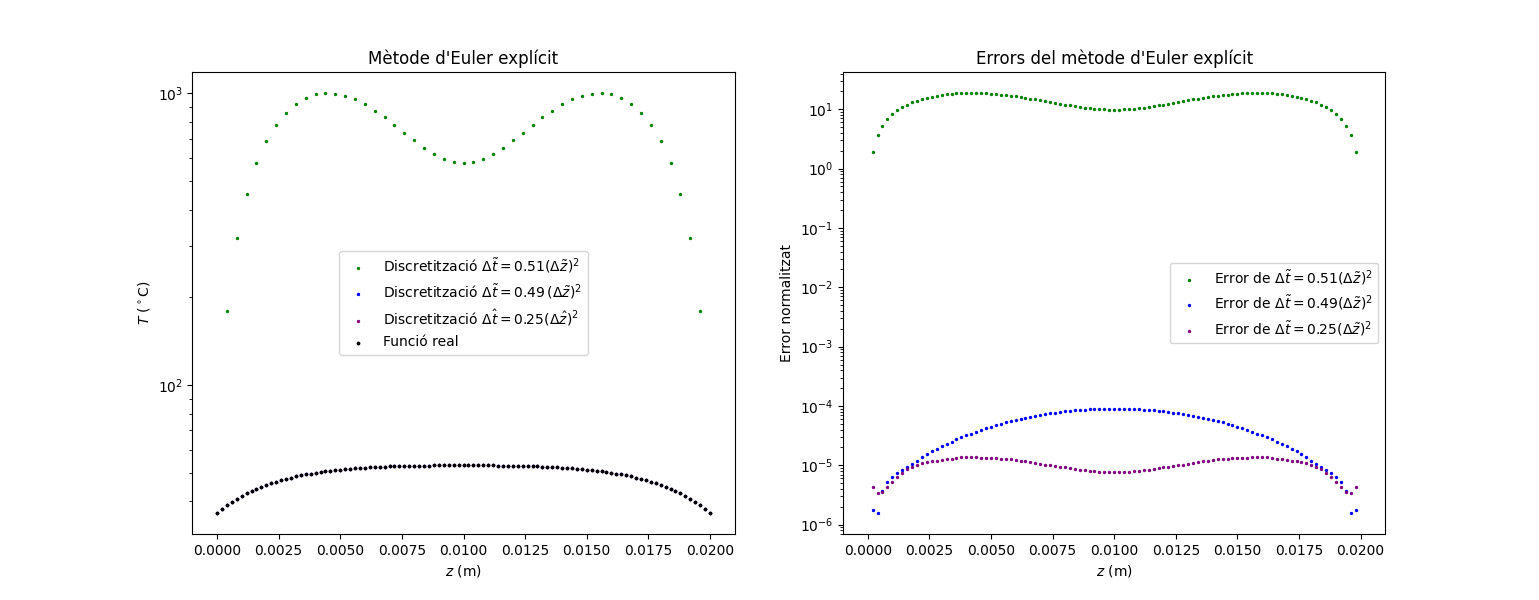 Mètode d'Euler explícit
10³
10²
T (°C)
Discretització Δt̃ = 0.51(Δz̃)²
Discretització Δt̃ = 0.49 (Δz̃)²
Discretització Δt̂ = 0.25(Δẑ)²
Funció real
0.0000 0.0025 0.0050 0.0075 0.0100 0.0125 0.0150 0.0175 0.0200
z (m)
Errors del mètode d'Euler explícit
10¹
10⁰
10⁻¹
10⁻²
10⁻³
10⁻⁴
10⁻⁵
10⁻⁶
Error normalitzat
Error de Δt̃ = 0.51(Δz̃)²
Error de Δt̃ = 0.49(Δz̃)²
Error de Δt̃ = 0.25(Δz̃)²
0.0000 0.0025 0.0050 0.0075 0.0100 0.0125 0.0150 0.0175 0.0200
z (m)